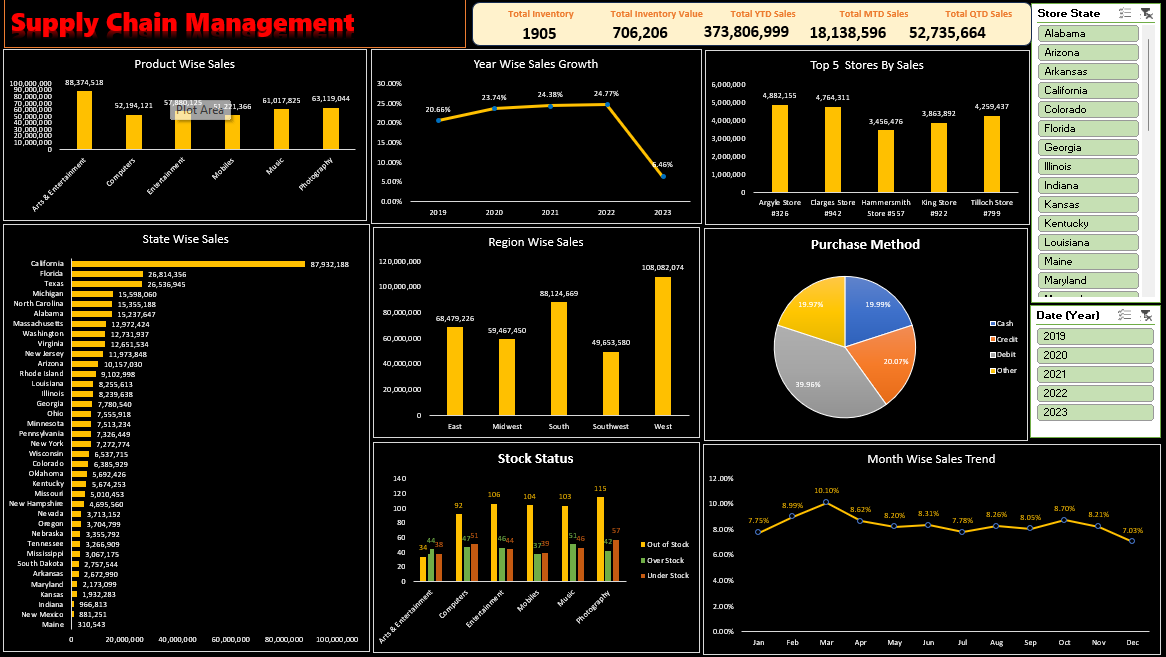 Supply Chain Management
Total Inventory
1905
Total Inventory Value
706,206
Total YTD Sales
373,806,999
Total MTD Sales
18,138,596
Total QTD Sales
52,735,664
Store State
Alabama
Arizona
Arkansas
California
Colorado
Florida
Georgia
Illinois
Indiana
Kansas
Kentucky
Louisiana
Maine
Maryland
Date (Year)
2019
2020
2021
2022
2023
Product Wise Sales
100,000,000
90,000,000
80,000,000
70,000,000
60,000,000
50,000,000
40,000,000
30,000,000
20,000,000
10,000,000
0
88,374,518
52,194,121
57,880,125
Plot Area
61,017,825
63,119,044
Arts & Entertainment
Computers
Entertainment
Mobiles
Music
Photography
Year Wise Sales Growth
30.00%
25.00%
20.00%
15.00%
10.00%
5.00%
0.00%
20.66%
23.74%
24.38%
24.77%
6.46%
2019
2020
2021
2022
2023
Top 5 Stores By Sales
6,000,000
5,000,000
4,000,000
3,000,000
2,000,000
1,000,000
0
4,882,155
4,764,311
3,456,476
3,863,892
4,259,437
Argyle Store #326
Clarges Store #942
Hammersmith Store #557
King Store #922
Tilloch Store #799
State Wise Sales
California 87,932,188
Florida 26,814,356
Texas 26,536,945
Michigan 15,598,060
North Carolina 15,355,188
Alabama 15,237,647
Massachusetts 12,972,424
Washington 12,731,937
Virginia 12,651,534
New Jersey 11,973,848
Arizona 10,157,030
Rhode Island 9,102,998
Louisiana 8,255,613
Illinois 8,239,638
Georgia 7,780,540
Ohio 7,555,918
Minnesota 7,513,234
Pennsylvania 7,326,449
New York 7,272,774
Wisconsin 6,537,715
Colorado 6,385,929
Oklahoma 5,692,426
Kentucky 5,674,253
Missouri 5,010,453
New Hampshire 4,695,560
Nevada 3,713,152
Oregon 3,704,799
Nebraska 3,355,792
Tennessee 3,266,909
Mississippi 3,067,175
South Dakota 2,757,544
Arkansas 2,672,990
Maryland 2,173,099
Kansas 1,932,283
Indiana 966,813
New Mexico 881,251
Maine 310,543
0 20,000,000 40,000,000 60,000,000 80,000,000 100,000,000
Region Wise Sales
120,000,000
100,000,000
80,000,000
60,000,000
40,000,000
20,000,000
0
68,479,226
59,467,450
88,124,669
49,653,580
108,082,074
East
Midwest
South
Southwest
West
Purchase Method
19.97%
19.99%
20.07%
39.96%
Cash
Credit
Debit
Other
Stock Status
140
120
100
80
60
40
20
0
34 44 38
92 47 51
106 46 44
104 37 39
103 51 46
115 42 57
Arts & Entertainment
Computers
Entertainment
Mobiles
Music
Photography
Out of Stock
Over Stock
Under Stock
Month Wise Sales Trend
12.00%
10.00%
8.00%
6.00%
4.00%
2.00%
0.00%
7.75%
8.99%
10.10%
8.62%
8.20%
8.31%
7.78%
8.26%
8.05%
8.70%
8.21%
7.03%
Jan
Feb
Mar
Apr
May
Jun
Jul
Aug
Sep
Oct
Nov
Dec